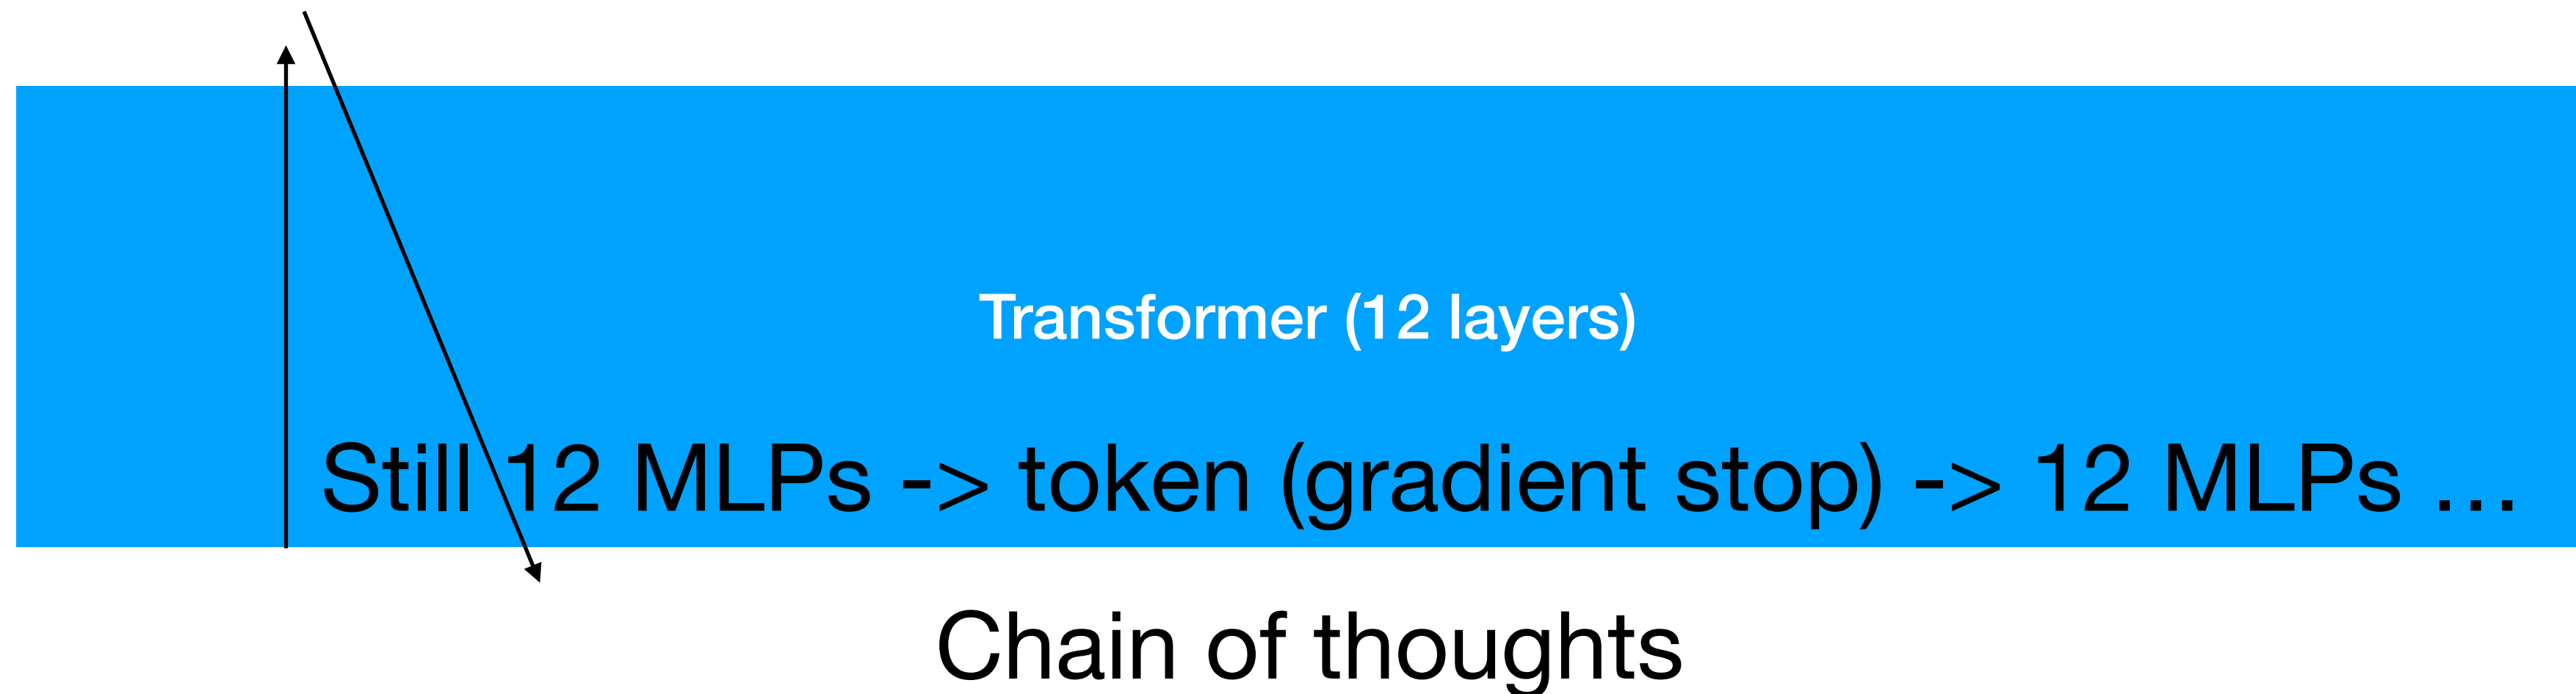 Transformer (12 layers)
Still 12 MLPs -> token (gradient stop) -> 12 MLPs …
Chain of thoughts